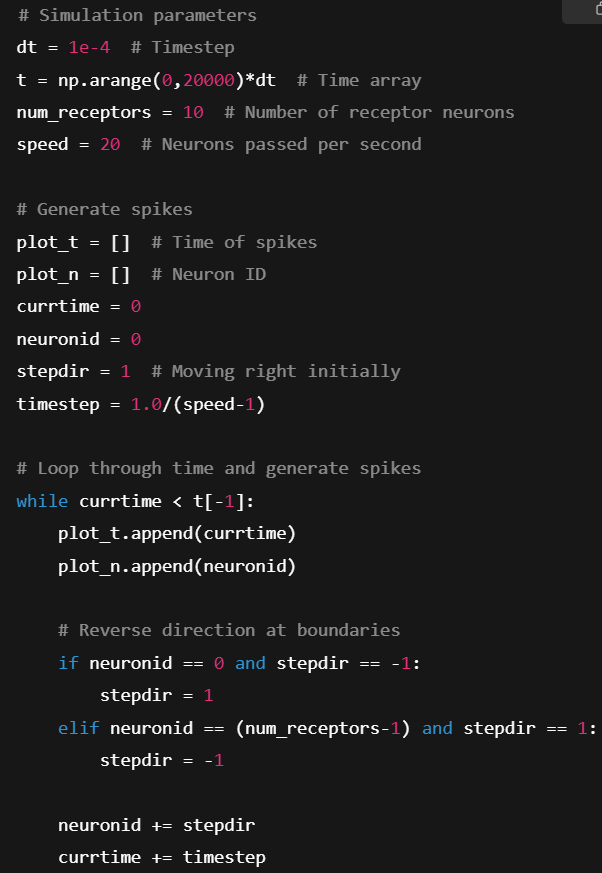 # Simulation parameters
dt = 1e-4  # Timestep
t = np.arange(0,20000)*dt  # Time array
num_receptors = 10  # Number of receptor neurons
speed = 20  # Neurons passed per second

# Generate spikes
plot_t = []  # Time of spikes
plot_n = []  # Neuron ID
currtime = 0
neuronid = 0
stepdir = 1  # Moving right initially
timestep = 1.0/(speed-1)

# Loop through time and generate spikes
while currtime < t[-1]:
    plot_t.append(currtime)
    plot_n.append(neuronid)

    # Reverse direction at boundaries
    if neuronid == 0 and stepdir == -1:
        stepdir = 1
    elif neuronid == (num_receptors-1) and stepdir == 1:
        stepdir = -1

    neuronid += stepdir
    currtime += timestep